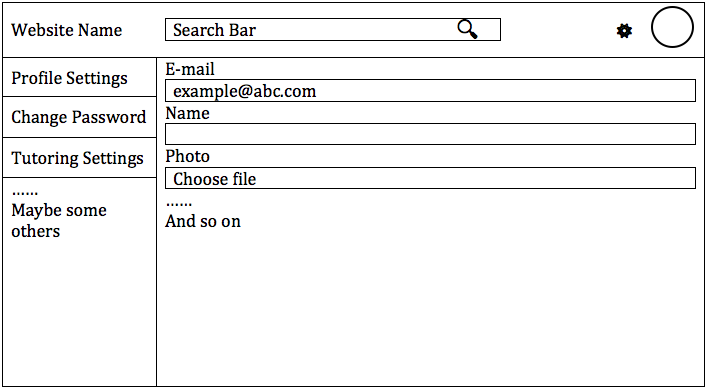 Website Name
Search Bar
Profile Settings
Change Password
Tutoring Settings
……
Maybe some
others
E-mail
example@abc.com
Name
Photo
Choose file
……
And so on